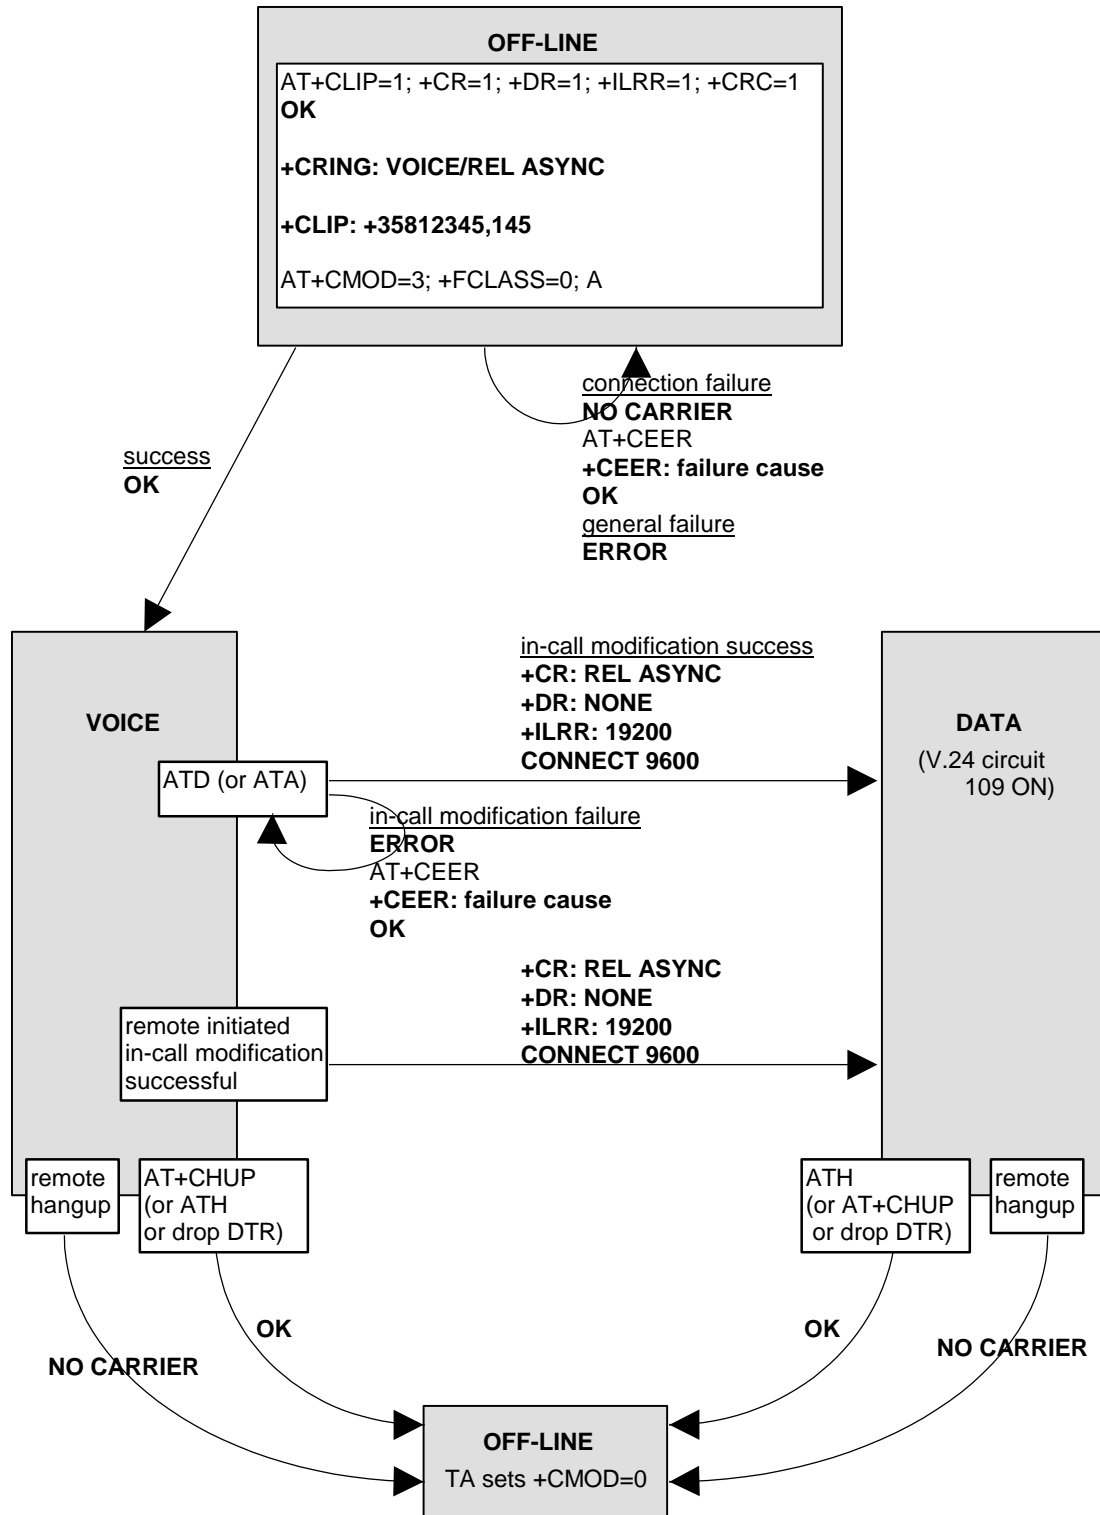 OFF-LINE
AT+CLIP=1; +CR=1; +DR=1; +ILRR=1; +CRC=1
OK
+CRING: VOICE/REL ASYNC
+CLIP: +35812345,145
AT+CMOD=3; +FCLASS=0; A
connection failure
NO CARRIER
AT+CEER
+CEER: failure cause
OK
general failure
ERROR
success
OK
VOICE
ATD (or ATA)
in-call modification success
+CR: REL ASYNC
+DR: NONE
+ILRR: 19200
CONNECT 9600
DATA
(V.24 circuit
109 ON)
in-call modification failure
ERROR
AT+CEER
+CEER: failure cause
OK
+CR: REL ASYNC
+DR: NONE
+ILRR: 19200
CONNECT 9600
remote initiated
in-call modification
successful
remote
hangup
AT+CHUP
(or ATH
or drop DTR)
ATH
(or AT+CHUP
or drop DTR)
remote
hangup
OK
NO CARRIER
OK
NO CARRIER
OFF-LINE
TA sets +CMOD=0